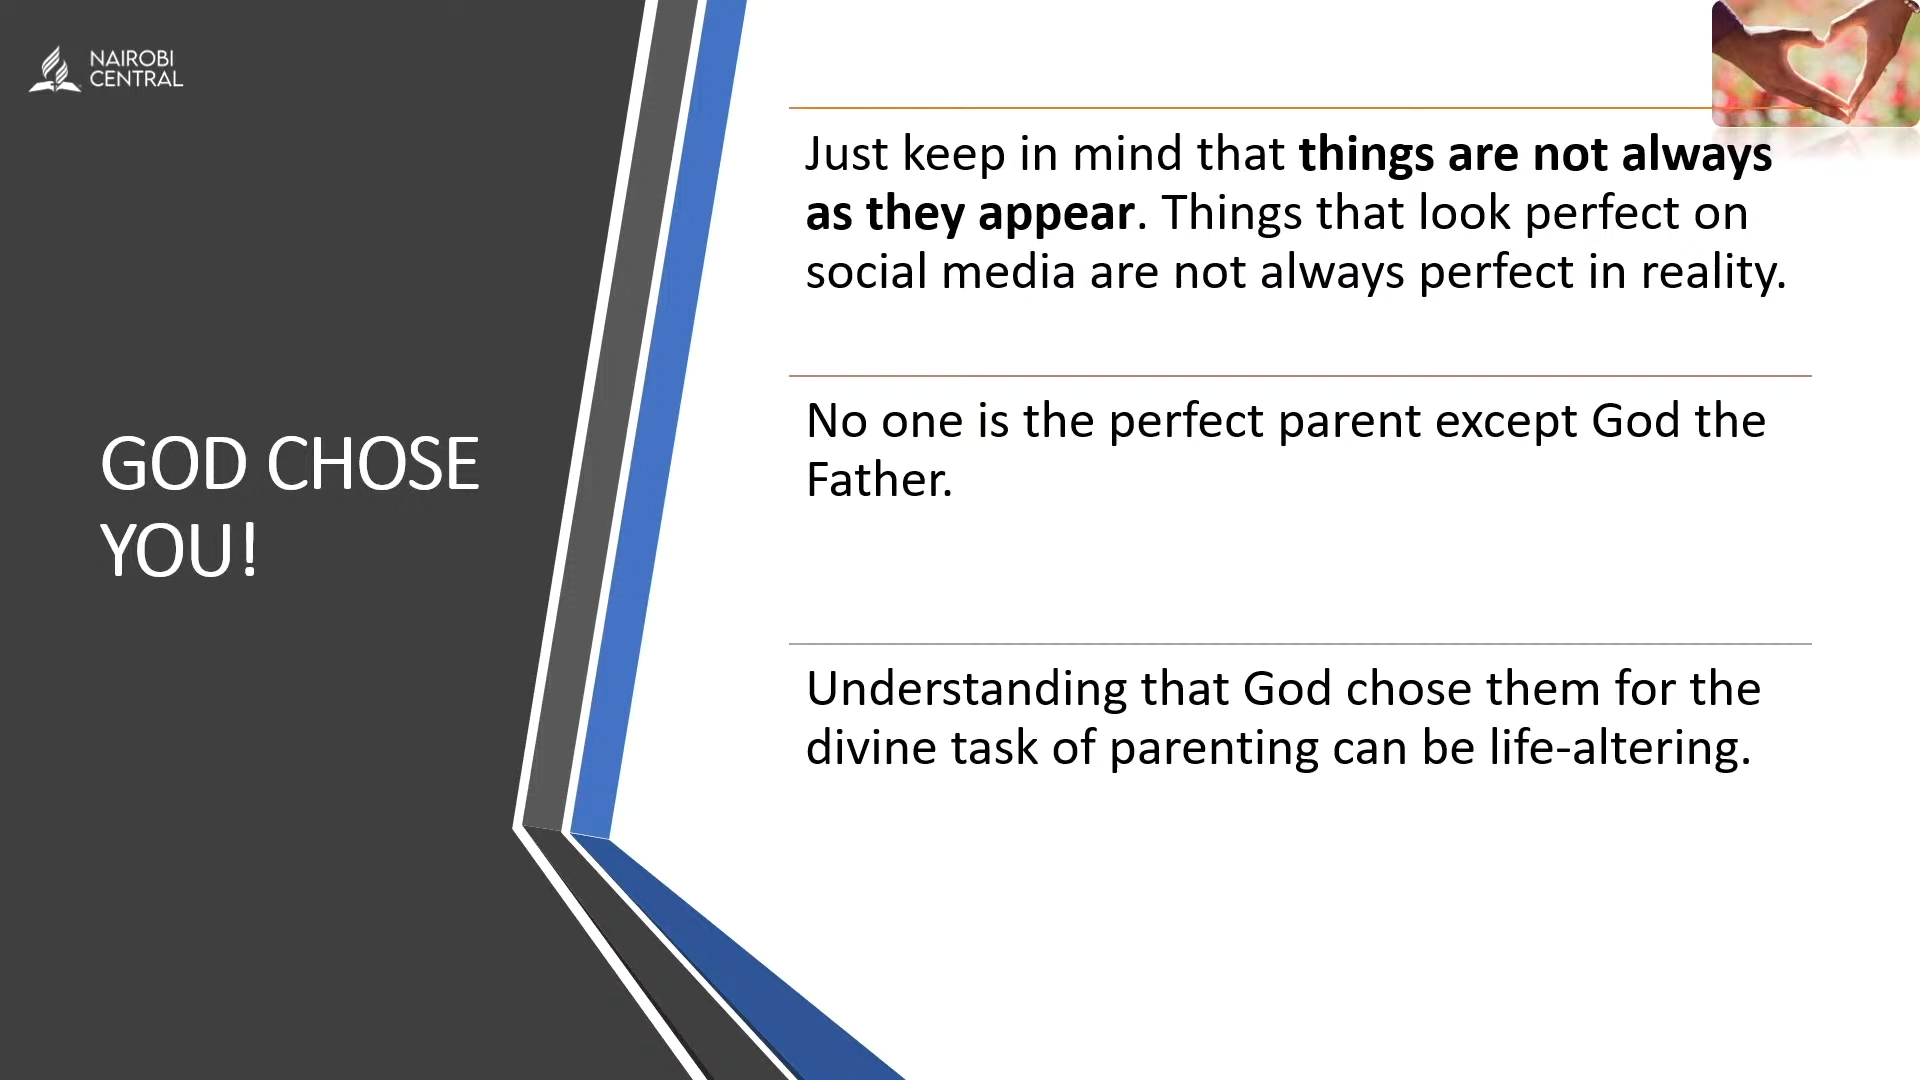 NAIROBI
CENTRAL
GOD CHOSE
YOU!
Just keep in mind that things are not always
as they appear. Things that look perfect on
social media are not always perfect in reality.
No one is the perfect parent except God the
Father.
Understanding that God chose them for the
divine task of parenting can be life-altering.